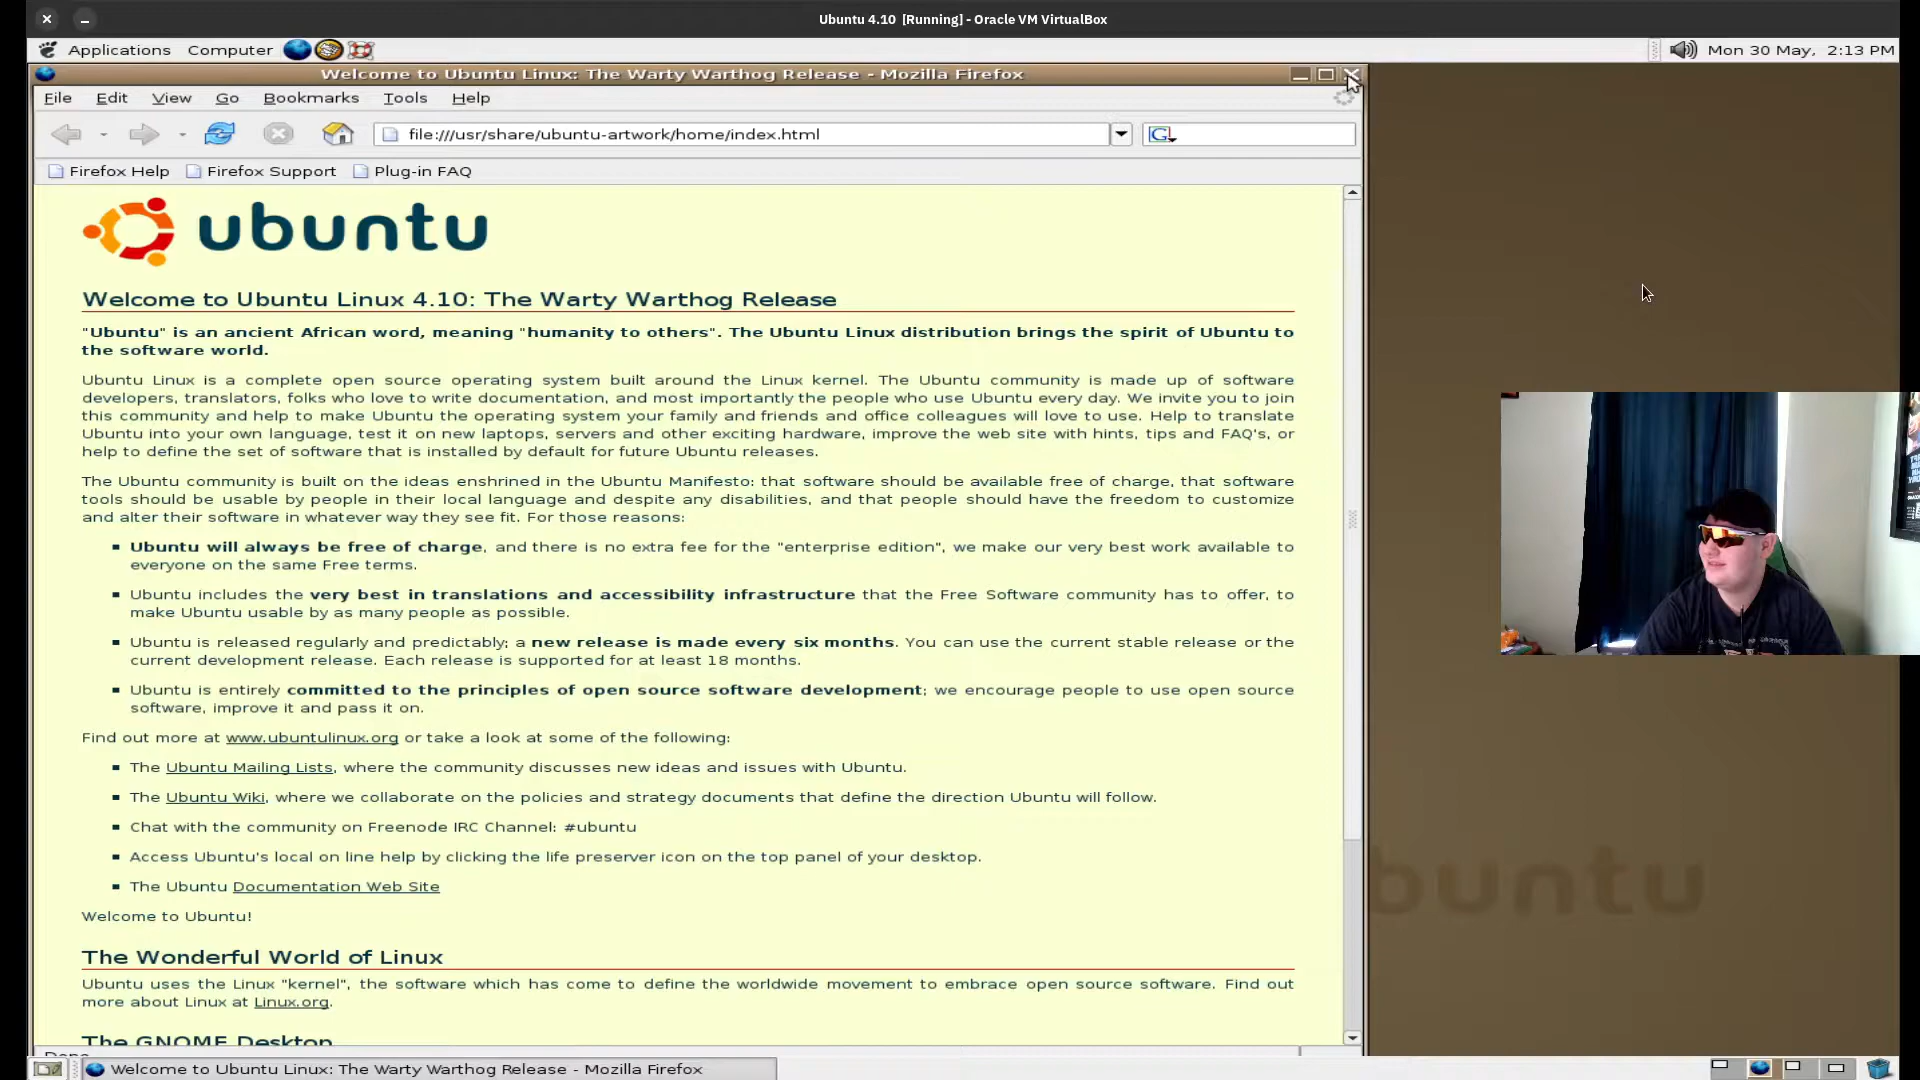 Ubuntu 4.10 [Running] - Oracle VM VirtualBox
Applications Computer
Mon 30 May, 2:13 PM
Welcome to Ubuntu Linux: The Warty Warthog Release - Mozilla Firefox
File Edit View Go Bookmarks Tools Help
file:///usr/share/ubuntu-artwork/home/index.html
G
Firefox Help Firefox Support Plug-in FAQ
ubuntu
Welcome to Ubuntu Linux 4.10: The Warty Warthog Release
"Ubuntu" is an ancient African word, meaning "humanity to others". The Ubuntu Linux distribution brings the spirit of Ubuntu to
the software world.
Ubuntu Linux is a complete open source operating system built around the Linux kernel. The Ubuntu community is made up of software
developers, translators, folks who love to write documentation, and most importantly the people who use Ubuntu every day. We invite you to join
this community and help to make Ubuntu the operating system your family and friends and office colleagues will love to use. Help to translate
Ubuntu into your own language, test it on new laptops, servers and other exciting hardware, improve the web site with hints, tips and FAQ's, or
help to define the set of software that is installed by default for future Ubuntu releases.
The Ubuntu community is built on the ideas enshrined in the Ubuntu Manifesto: that software should be available free of charge, that software
tools should be usable by people in their local language and despite any disabilities, and that people should have the freedom to customize
and alter their software in whatever way they see fit. For those reasons:
Ubuntu will always be free of charge, and there is no extra fee for the "enterprise edition", we make our very best work available to
everyone on the same Free terms.
Ubuntu includes the very best in translations and accessibility infrastructure that the Free Software community has to offer, to
make Ubuntu usable by as many people as possible.
Ubuntu is released regularly and predictably; a new release is made every six months. You can use the current stable release or the
current development release. Each release is supported for at least 18 months.
Ubuntu is entirely committed to the principles of open source software development; we encourage people to use open source
software, improve it and pass it on.
Find out more at www.ubuntulinux.org or take a look at some of the following:
The Ubuntu Mailing Lists, where the community discusses new ideas and issues with Ubuntu.
The Ubuntu Wiki, where we collaborate on the policies and strategy documents that define the direction Ubuntu will follow.
Chat with the community on Freenode IRC Channel: #ubuntu
Access Ubuntu's local on line help by clicking the life preserver icon on the top panel of your desktop.
The Ubuntu Documentation Web Site
Welcome to Ubuntu!
The Wonderful World of Linux
Ubuntu uses the Linux "kernel", the software which has come to define the worldwide movement to embrace open source software. Find out
more about Linux at Linux.org.
The GNOME Desktop
Done
buntu
Welcome to Ubuntu Linux: The Warty Warthog Release - Mozilla Firefox